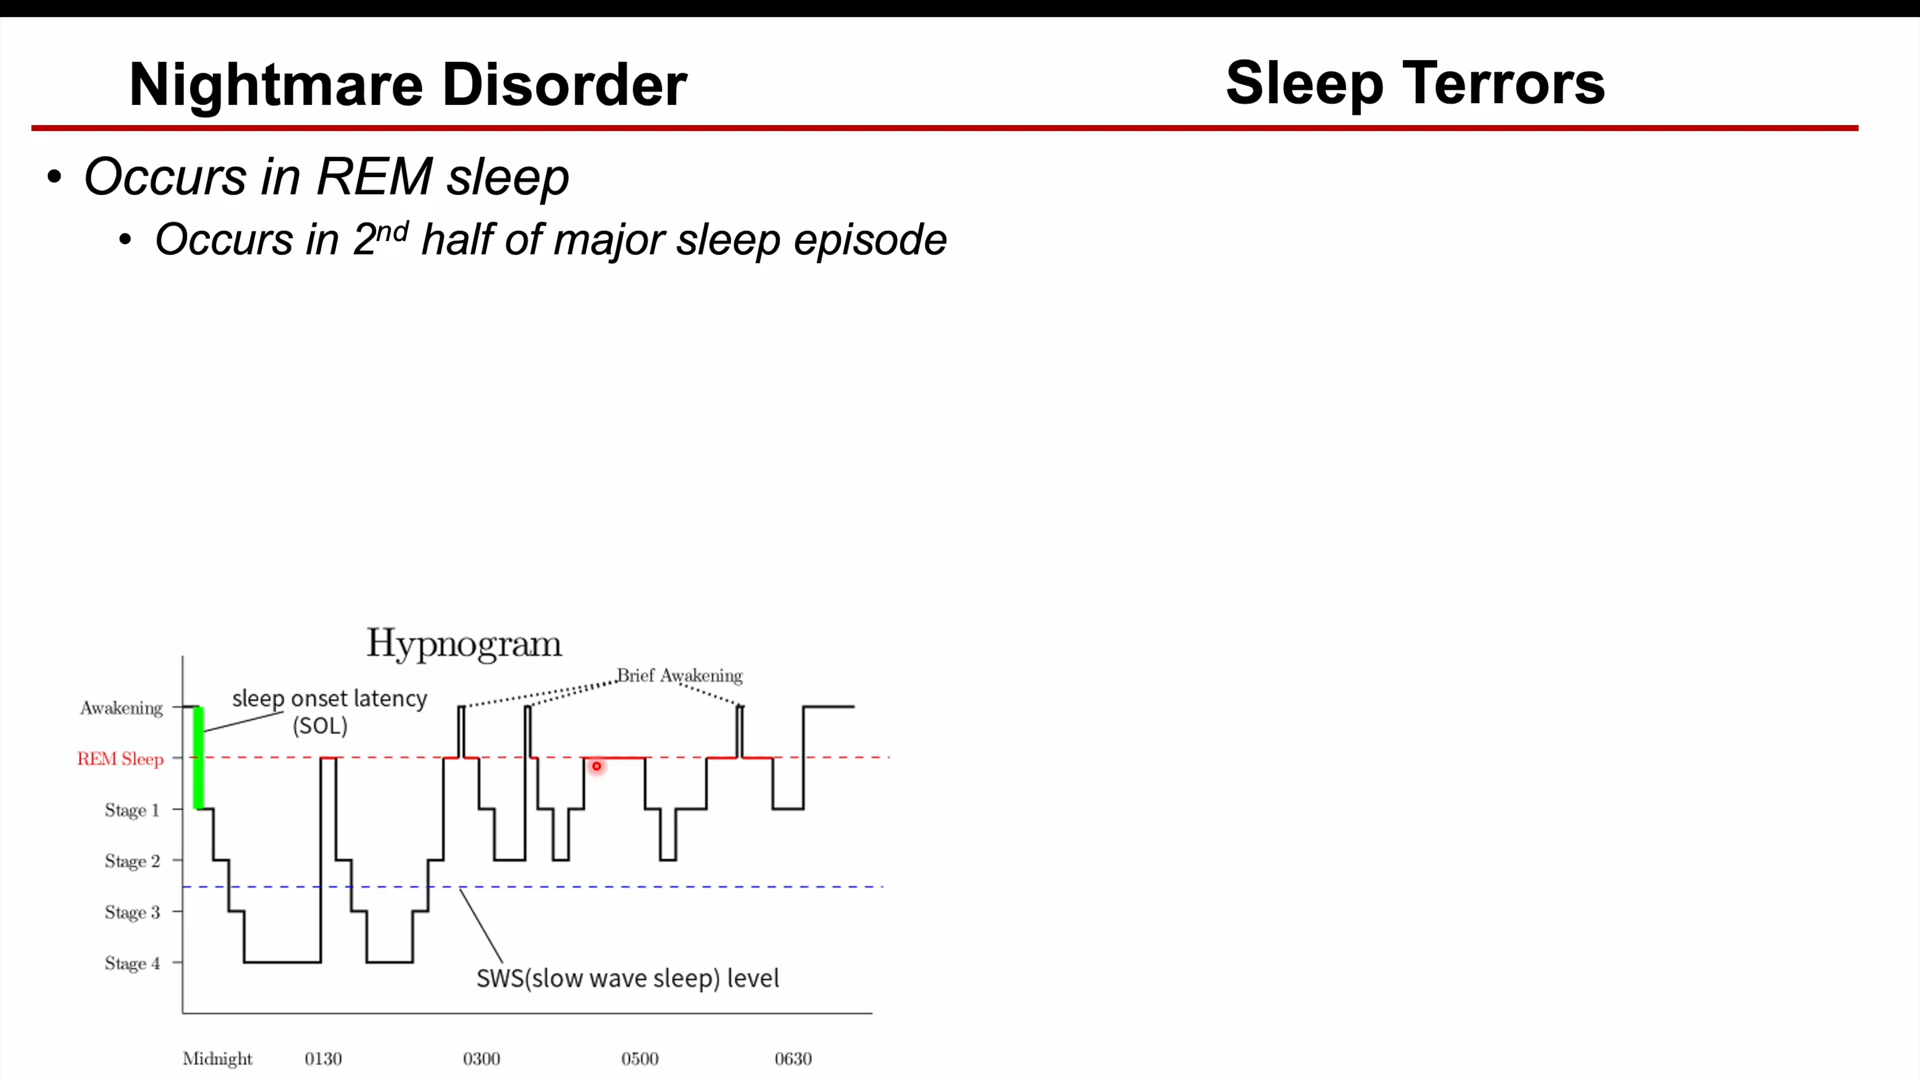 Nightmare Disorder
Sleep Terrors
• Occurs in REM sleep
• Occurs in 2nd half of major sleep episode
Hypnogram
Brief Awakening
sleep onset latency
(SOL)
Awakening
REM Sleep
Stage 1
Stage 2
Stage 3
Stage 4
SWS(slow wave sleep) level
Midnight 0130 0300 0500 0630